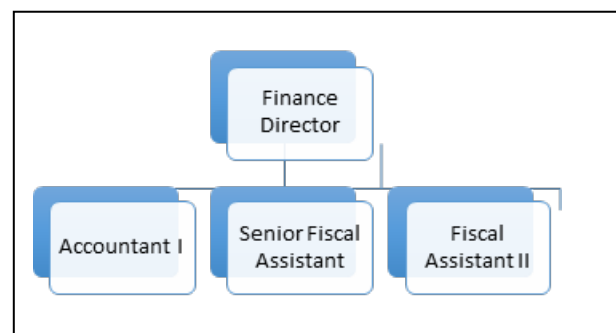 Finance
Director
Accountant I
Senior Fiscal
Assistant
Fiscal
Assistant II